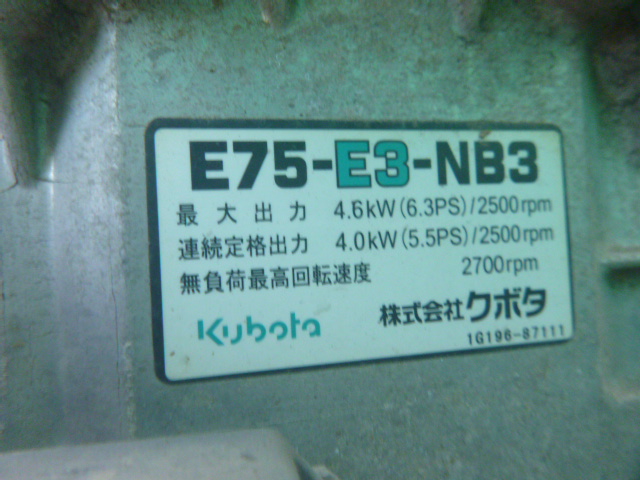 E75-E3-NB3
最大出力 4.6kW(6.3PS)/2500rpm
連続定格出力 4.0kW(5.5PS)/2500rpm
無負荷最高回転速度 2700rpm
Kubota 株式会社クボタ
1G196-87111